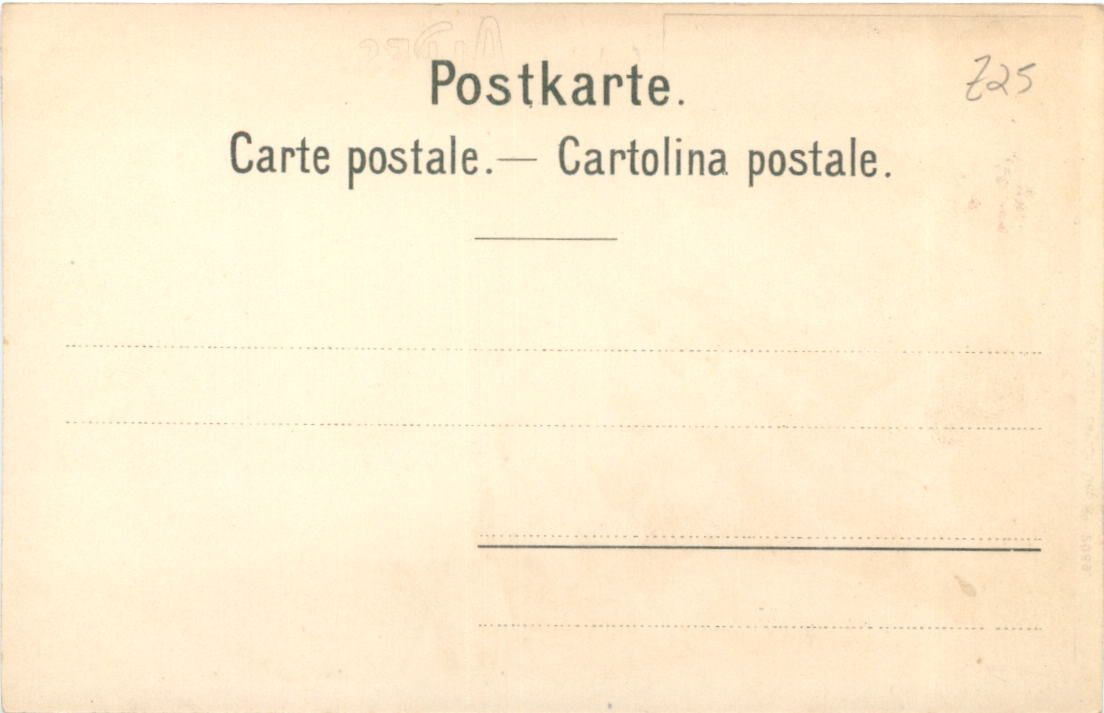 Postkarte.
Z25
Carte postale.— Cartolina postale.